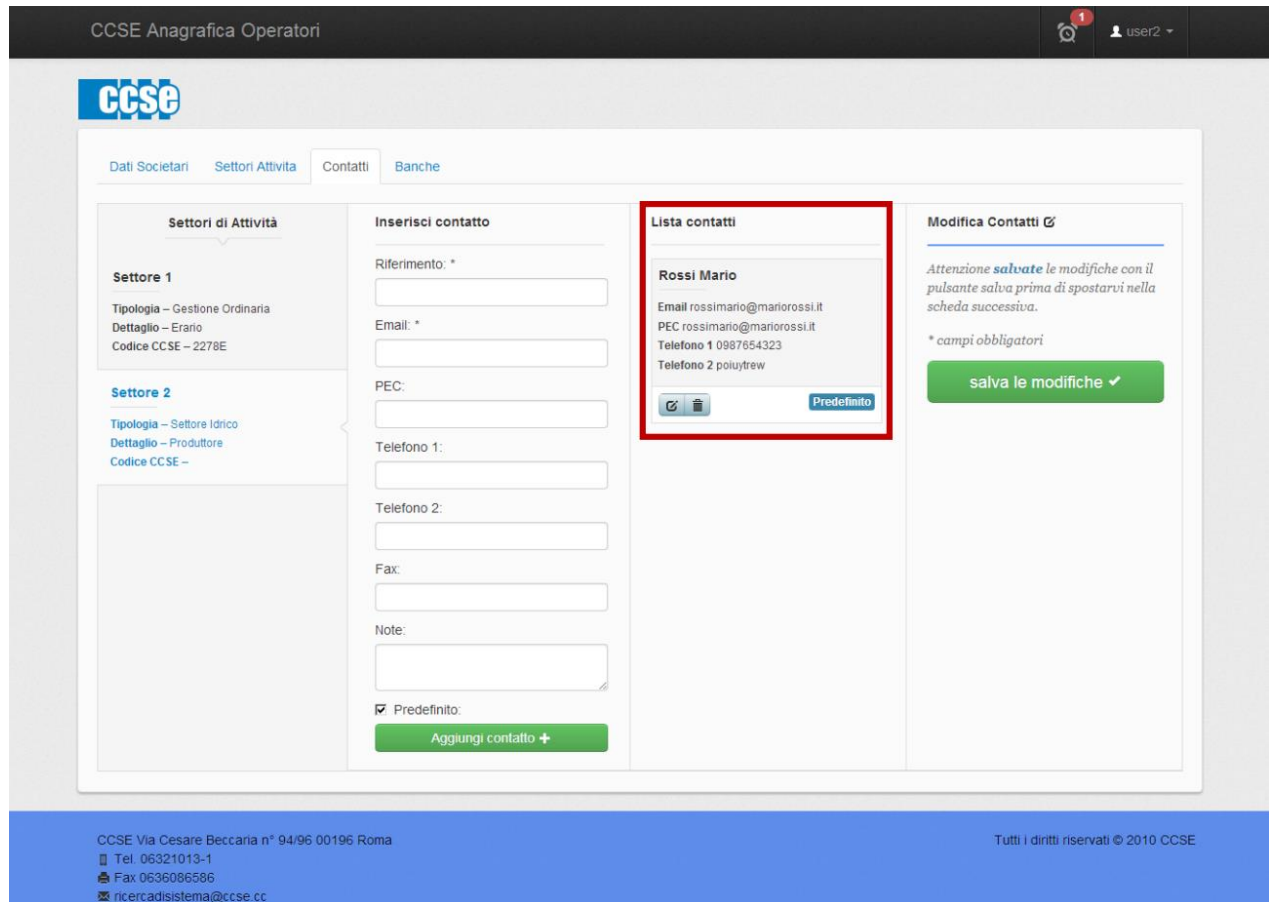 CCSE Anagrafica Operatori
1
user2
ccse
Dati Societari
Settori Attivita
Contatti
Banche
Settori di Attività
Settore 1
Tipologia – Gestione Ordinaria
Dettaglio – Erario
Codice CCSE – 2278E
Settore 2
Tipologia – Settore Idrico
Dettaglio – Produttore
Codice CCSE –
Inserisci contatto
Riferimento: *
Email: *
PEC:
Telefono 1:
Telefono 2:
Fax:
Note:
Predefinito:
Aggiungi contatto +
Lista contatti
Rossi Mario
Email rossimario@mariorossi.it
PEC rossimario@mariorossi.it
Telefono 1 0987654323
Telefono 2 poiuytrew
Predefinito
Modifica Contatti
Attenzione salvate le modifiche con il
pulsante salva prima di spostarvi nella
scheda successiva.
* campi obbligatori
salva le modifiche ✔
CCSE Via Cesare Beccaria n° 94/96 00196 Roma
Tel. 06321013-1
Fax 0636086586
ricercadisistema@ccse.cc
Tutti i diritti riservati © 2010 CCSE